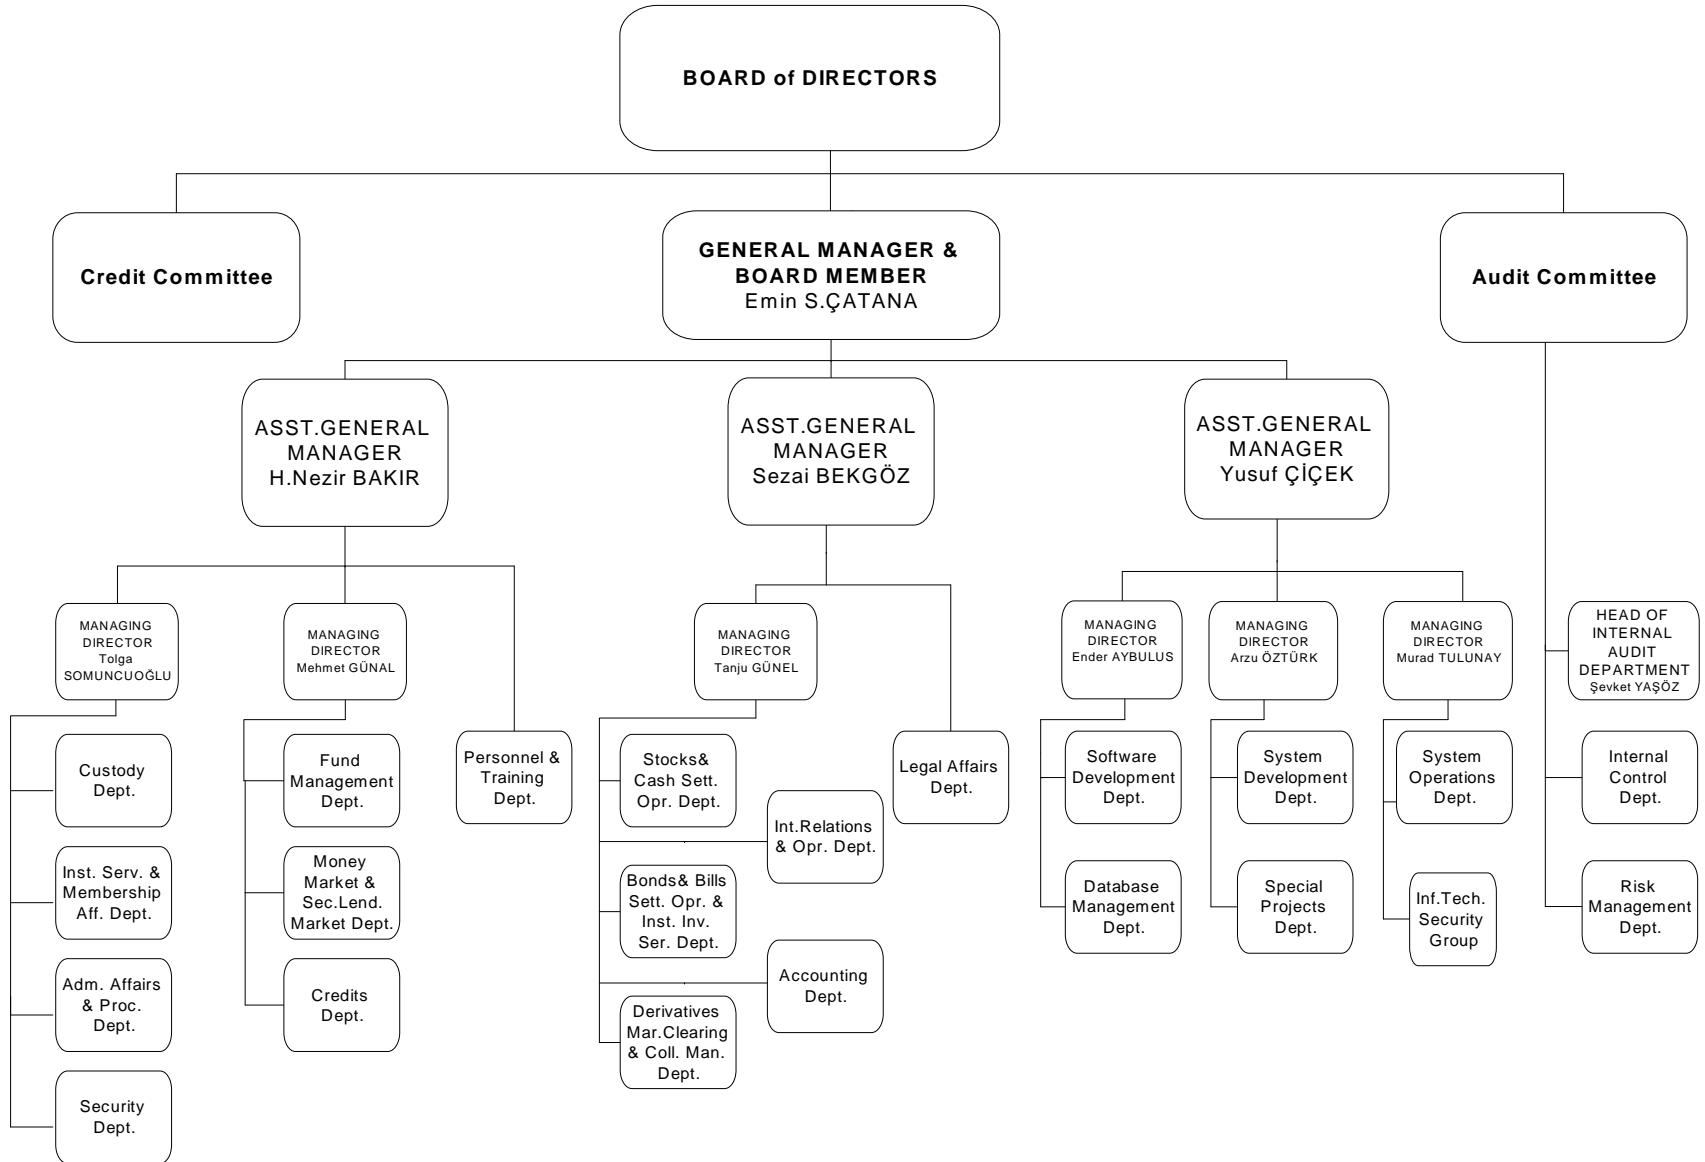 BOARD of DIRECTORS
Credit Committee
GENERAL MANAGER &
BOARD MEMBER
Emin S.ÇATANA
Audit Committee
ASST.GENERAL
MANAGER
H.Nezir BAKIR
ASST.GENERAL
MANAGER
Sezai BEKGÖZ
ASST.GENERAL
MANAGER
Yusuf ÇİÇEK
MANAGING
DIRECTOR
Tolga
SOMUNCUOĞLU
MANAGING
DIRECTOR
Mehmet GÜNAL
MANAGING
DIRECTOR
Tanju GÜNEL
MANAGING
DIRECTOR
Ender AYBULUS
MANAGING
DIRECTOR
Arzu ÖZTÜRK
MANAGING
DIRECTOR
Murad TULUNAY
HEAD OF
INTERNAL
AUDIT
DEPARTMENT
Şevket YAŞÖZ
Custody
Dept.
Fund
Management
Dept.
Personnel &
Training
Dept.
Stocks&
Cash Sett.
Opr. Dept.
Legal Affairs
Dept.
Software
Development
Dept.
System
Development
Dept.
System
Operations
Dept.
Internal
Control
Dept.
Int.Relations
& Opr. Dept.
Inst. Serv. &
Membership
Aff. Dept.
Money
Market &
Sec.Lend.
Market Dept.
Bonds& Bills
Sett. Opr. &
Inst. Inv.
Ser. Dept.
Database
Management
Dept.
Special
Projects
Dept.
Inf.Tech.
Security
Group
Risk
Management
Dept.
Accounting
Dept.
Adm. Affairs
& Proc.
Dept.
Credits
Dept.
Derivatives
Mar.Clearing
& Coll. Man.
Dept.
Security
Dept.